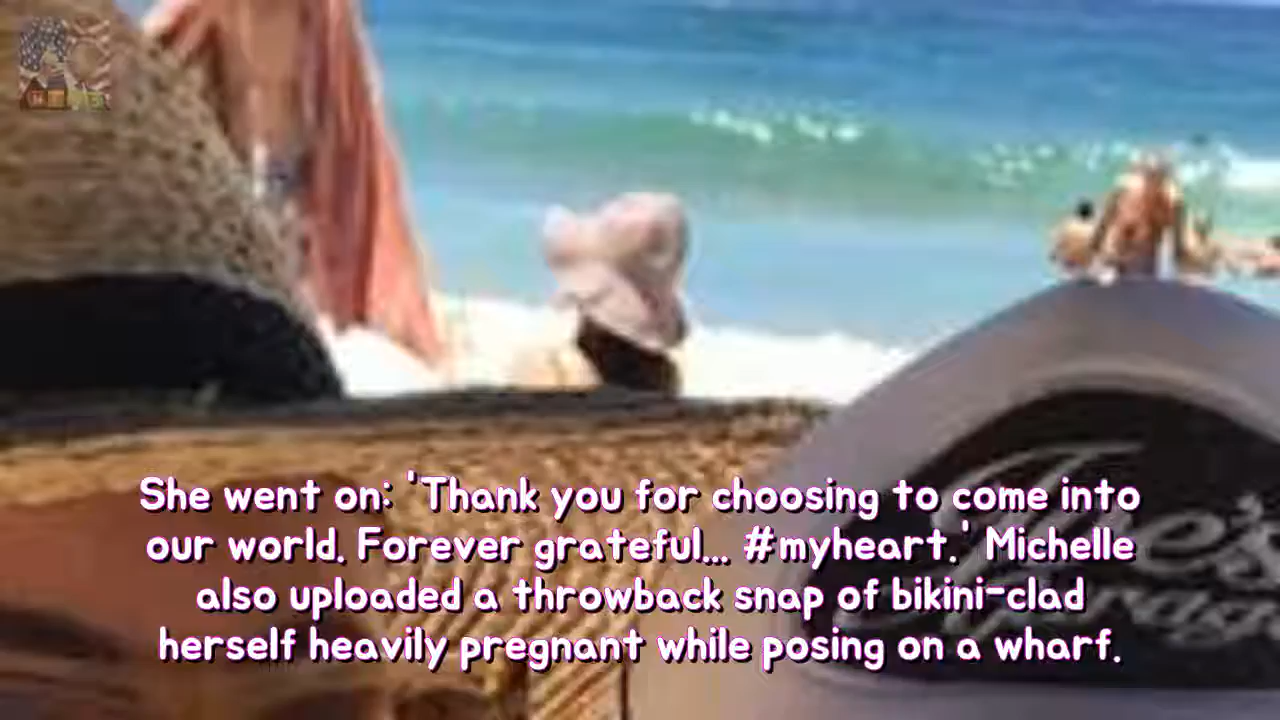 She went on: 'Thank you for choosing to come into
our world. Forever grateful... #myheart.' Michelle
also uploaded a throwback snap of bikini-clad
herself heavily pregnant while posing on a wharf.
Joe's